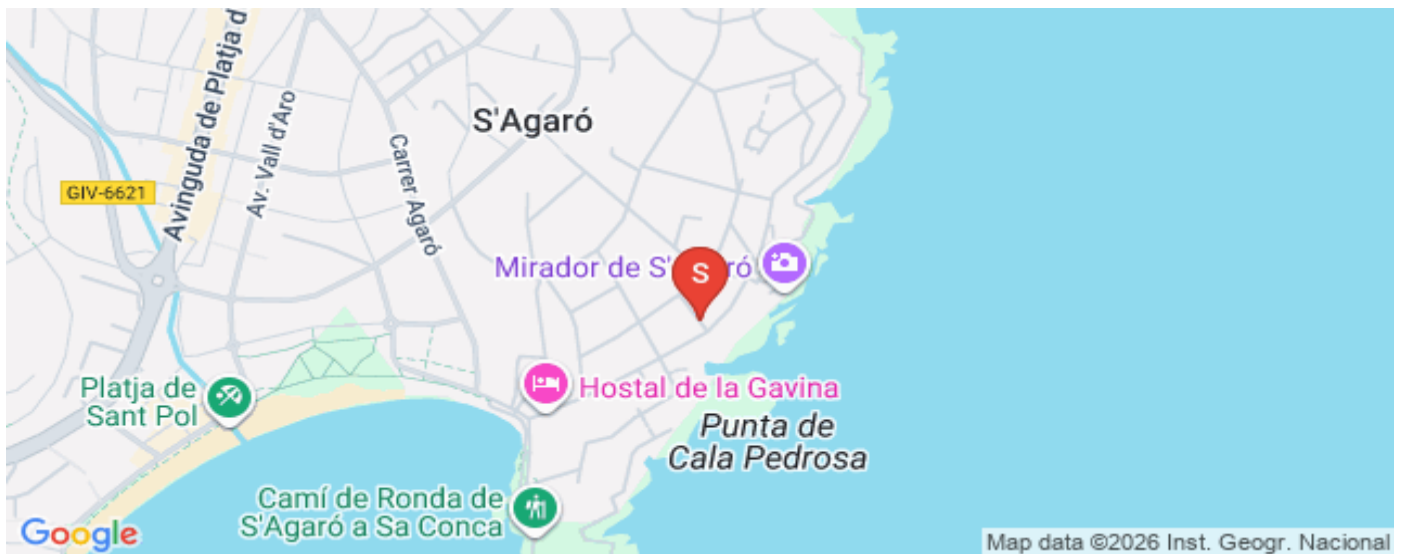 Avinguda de Platja d
Av. Vall d'Aro
S'Agaró
Carrer Agaró
GIV-6621
Mirador de S' ró
S
Platja de
Sant Pol
Hostal de la Gavina
Punta de
Cala Pedrosa
Camí de Ronda de
S'Agaró a Sa Conca
Google
Map data ©2026 Inst. Geogr. Nacional